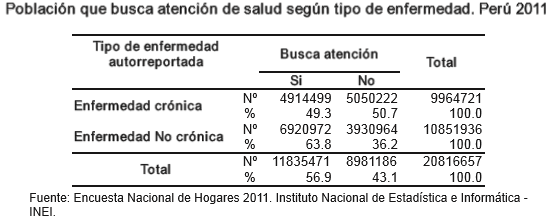 Población que busca atención de salud según tipo de enfermedad. Perú 2011
Tipo de enfermedad autorreportada Busca atención Total
Si No
Enfermedad crónica Nº 4914499 5050222 9964721
% 49.3 50.7 100.0
Enfermedad No crónica Nº 6920972 3930964 10851936
% 63.8 36.2 100.0
Total Nº 11835471 8981186 20816657
% 56.9 43.1 100.0
Fuente: Encuesta Nacional de Hogares 2011. Instituto Nacional de Estadística e Informática -
INEI.